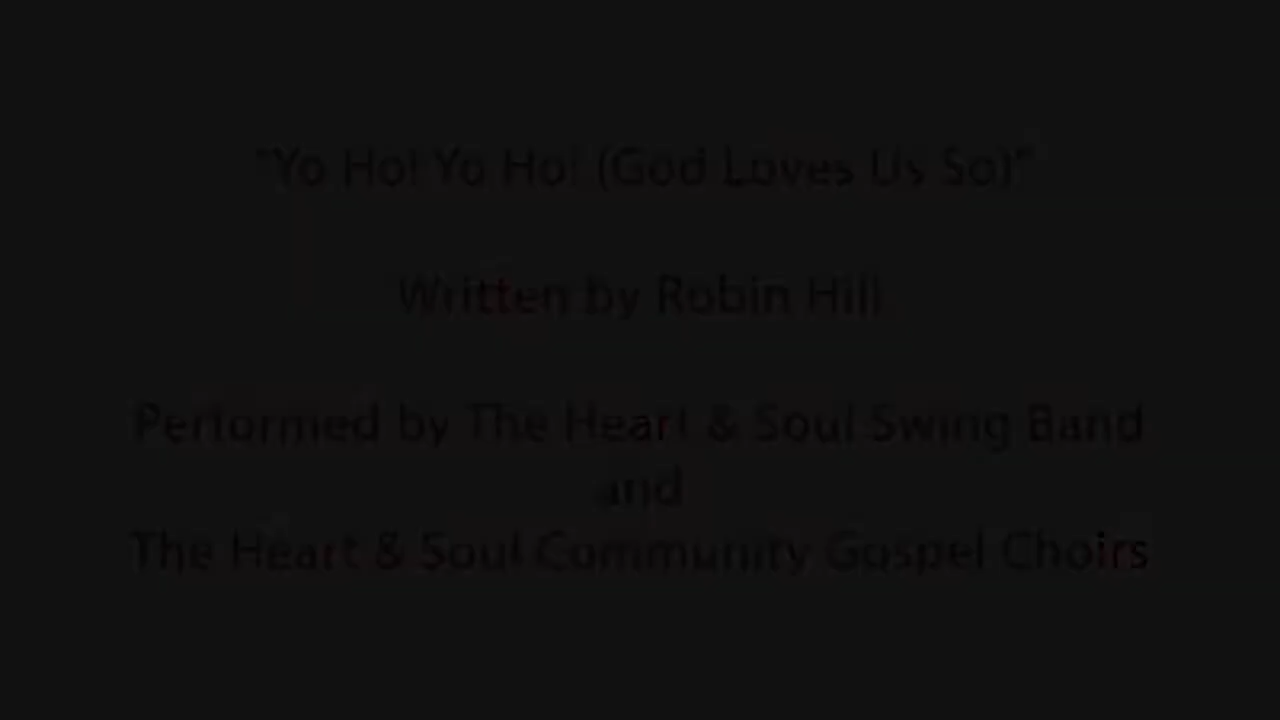 "Yo Ho! Yo Ho! (God Loves Us So)"
Written by Robin Hill
Performed by The Heart & Soul Swing Band
and
The Heart & Soul Community Gospel Choirs